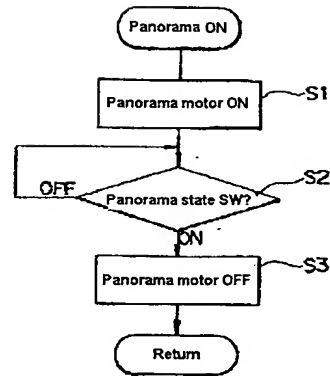 Panorama ON
Panorama motor ON
S1
Panorama state SW?
S2
OFF
ON
Panorama motor OFF
S3
Return